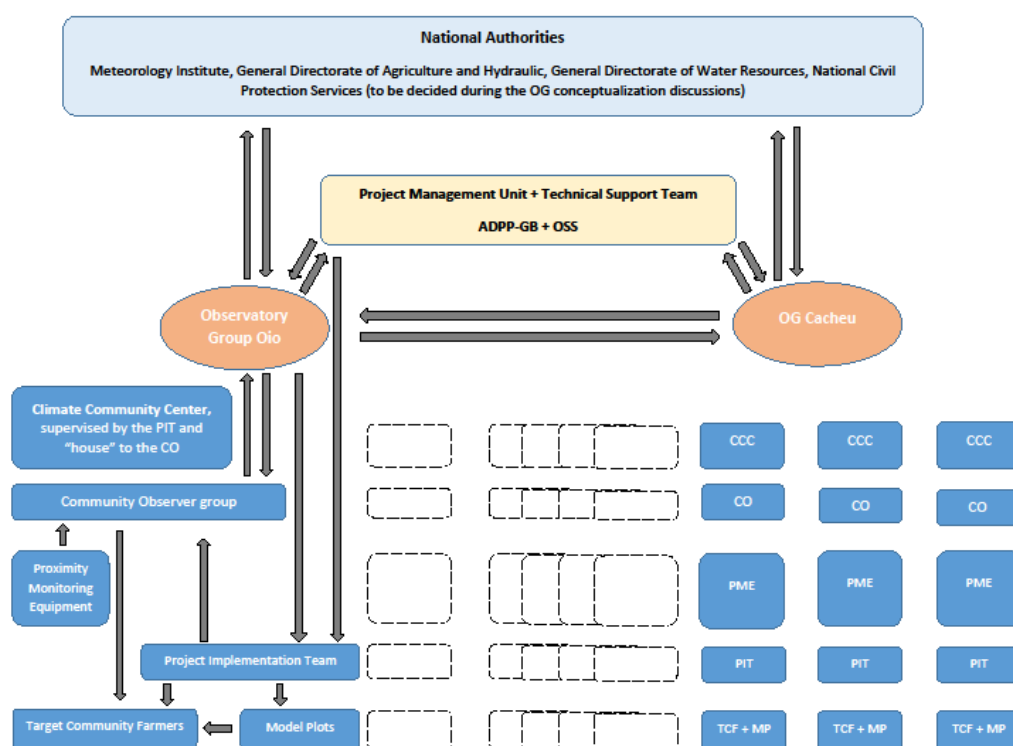 National Authorities
Meteorology Institute, General Directorate of Agriculture and Hydraulic, General Directorate of Water Resources, National Civil
Protection Services (to be decided during the OG conceptualization discussions)
Project Management Unit + Technical Support Team
ADPP-GB + OSS
Observatory
Group Oio
OG Cacheu
Climate Community Center,
supervised by the PIT and
“house” to the CO
CCC
CCC
CCC
Community Observer group
CO
CO
CO
Proximity
Monitoring
Equipment
PME
PME
PME
Project Implementation Team
PIT
PIT
PIT
Target Community Farmers
Model Plots
TCF + MP
TCF + MP
TCF + MP